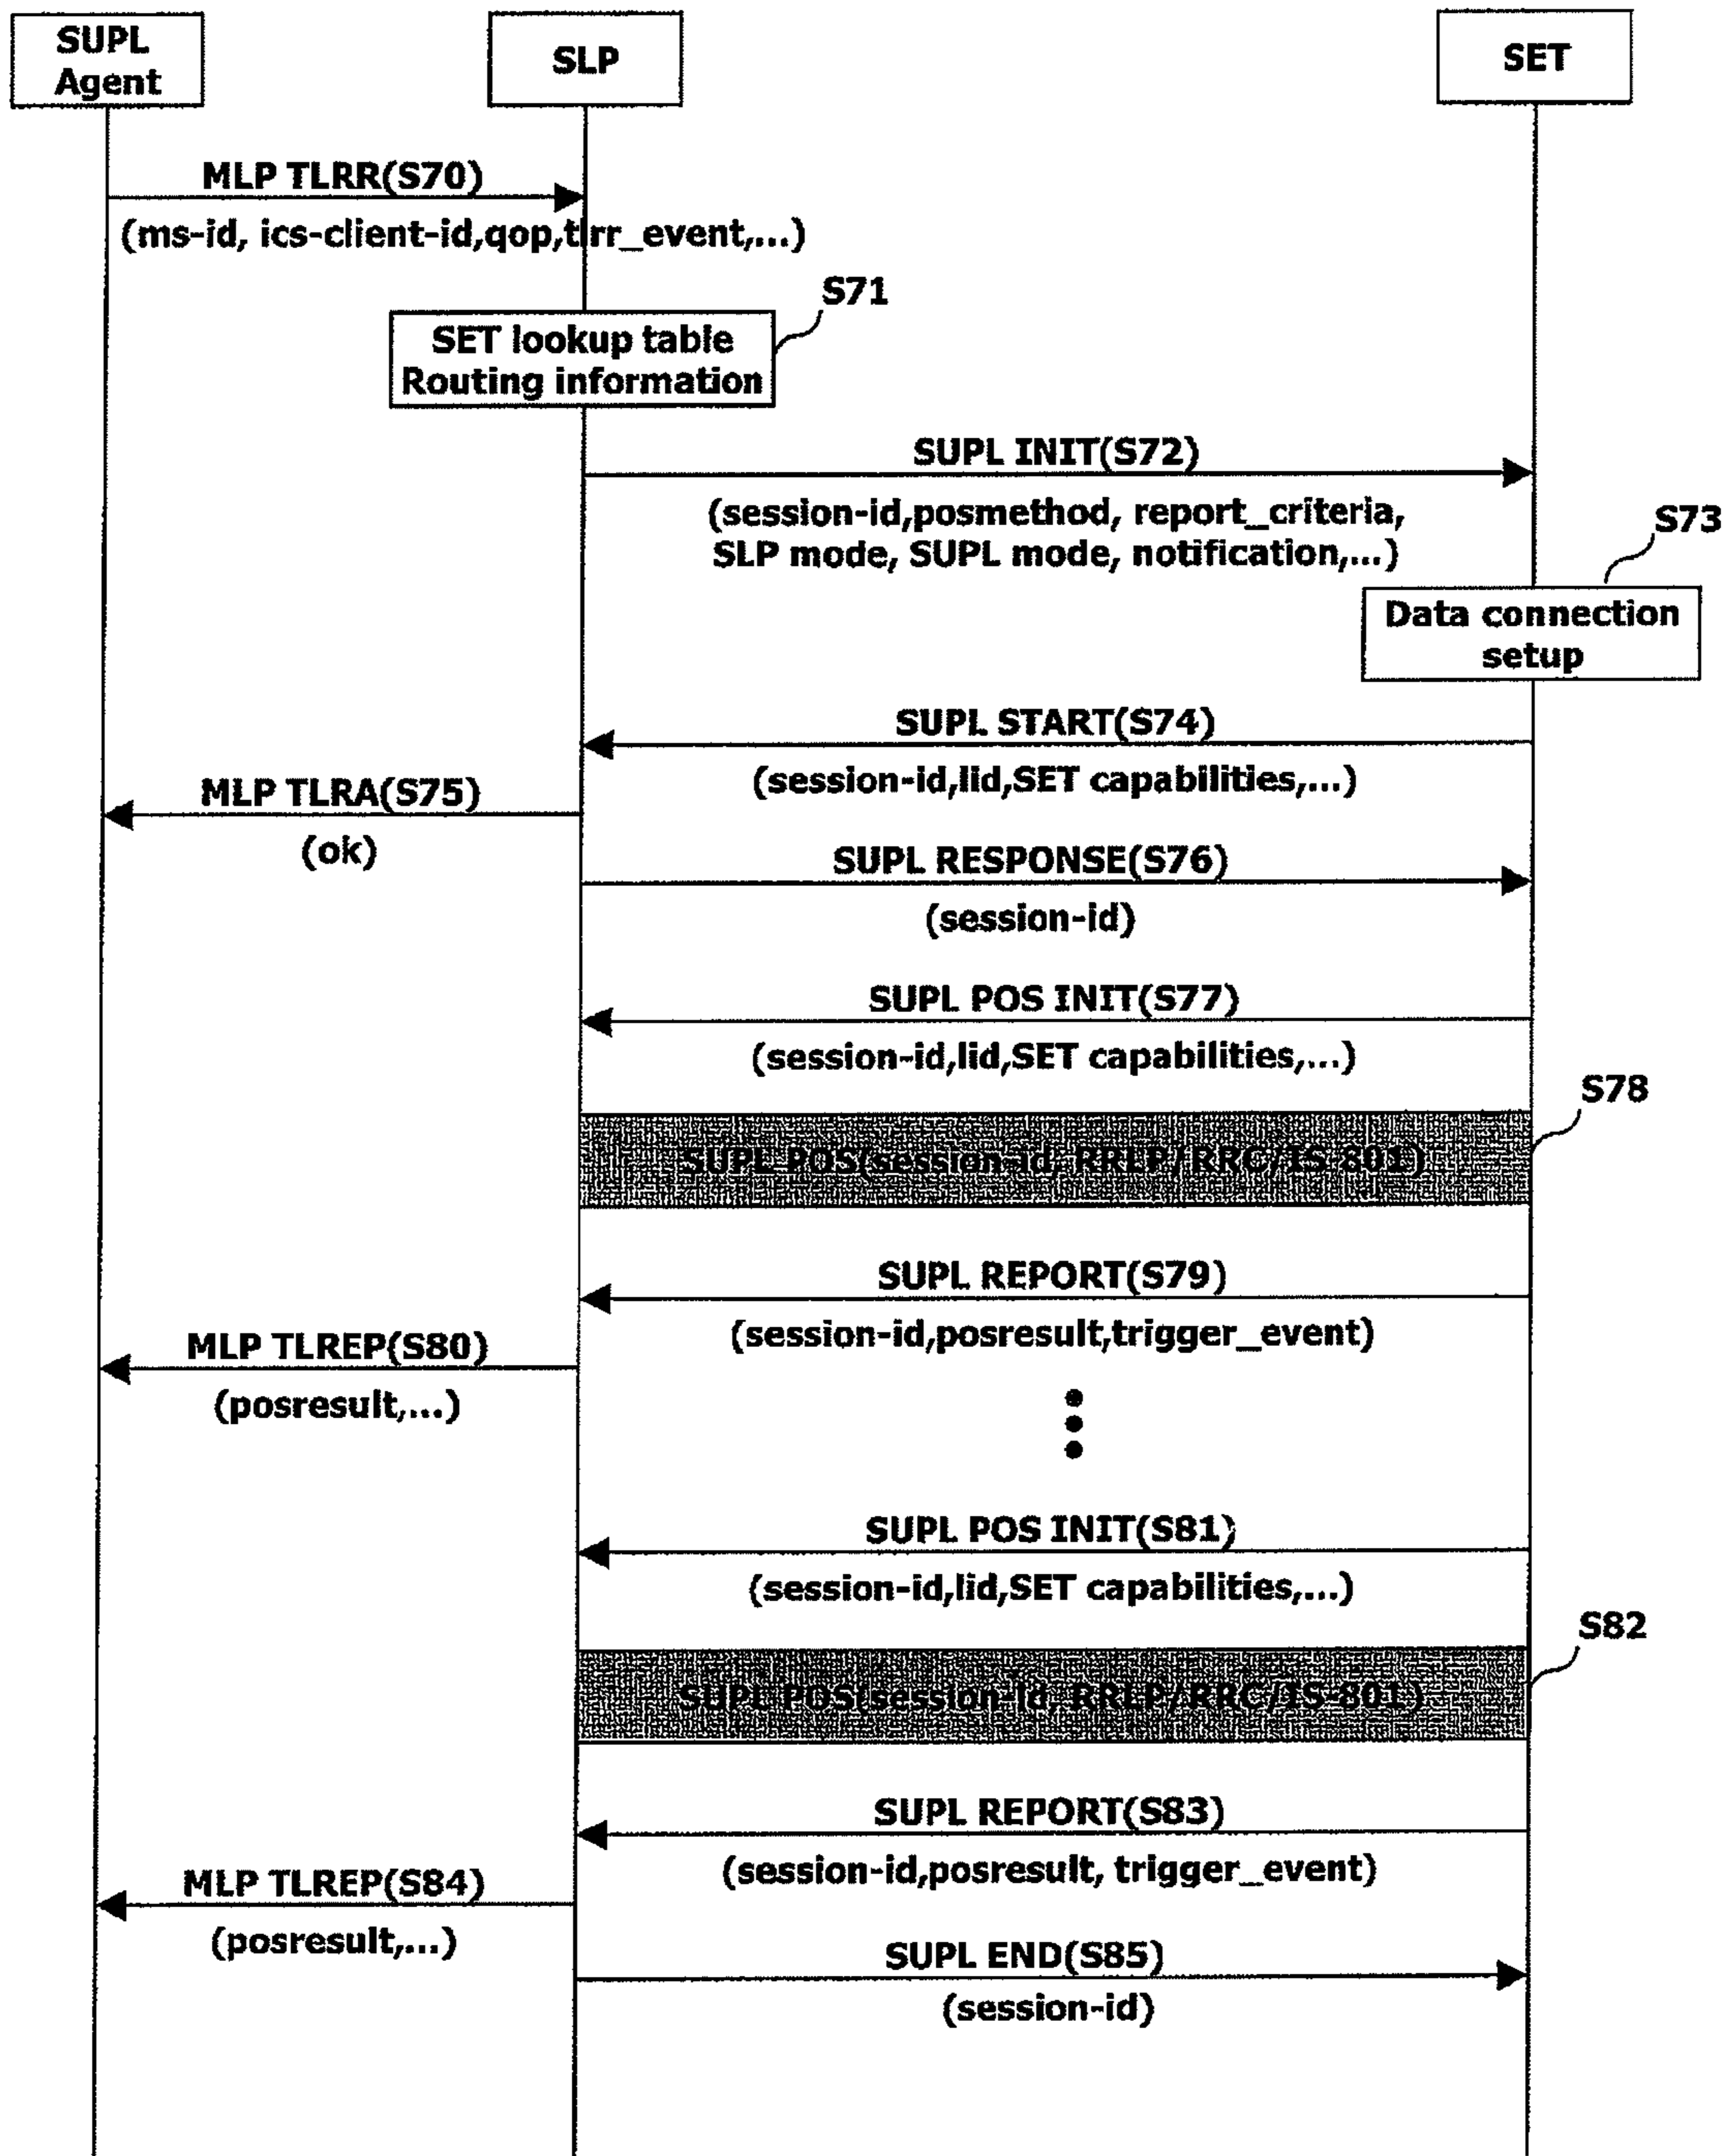 SUPL
Agent
SLP
SET
MLP TLRR(S70)
(ms-id, ics-client-id,qop,tlrr_event,...)
S71
SET lookup table
Routing information
SUPL INIT(S72)
(session-id,posmethod, report_criteria,
SLP mode, SUPL mode, notification,...)
S73
Data connection
setup
SUPL START(S74)
(session-id,lid,SET capabilities,...)
MLP TLRA(S75)
(ok)
SUPL RESPONSE(S76)
(session-id)
SUPL POS INIT(S77)
(session-id,lid,SET capabilities,...)
S78
SUPL POS(session-id, RRLP/RRC/IS-801)
SUPL REPORT(S79)
(session-id,posresult,trigger_event)
MLP TLREP(S80)
(posresult,...)
SUPL POS INIT(S81)
(session-id,lid,SET capabilities,...)
S82
SUPL POS(session-id, RRLP/RRC/IS-801)
SUPL REPORT(S83)
(session-id,posresult, trigger_event)
MLP TLREP(S84)
(posresult,...)
SUPL END(S85)
(session-id)